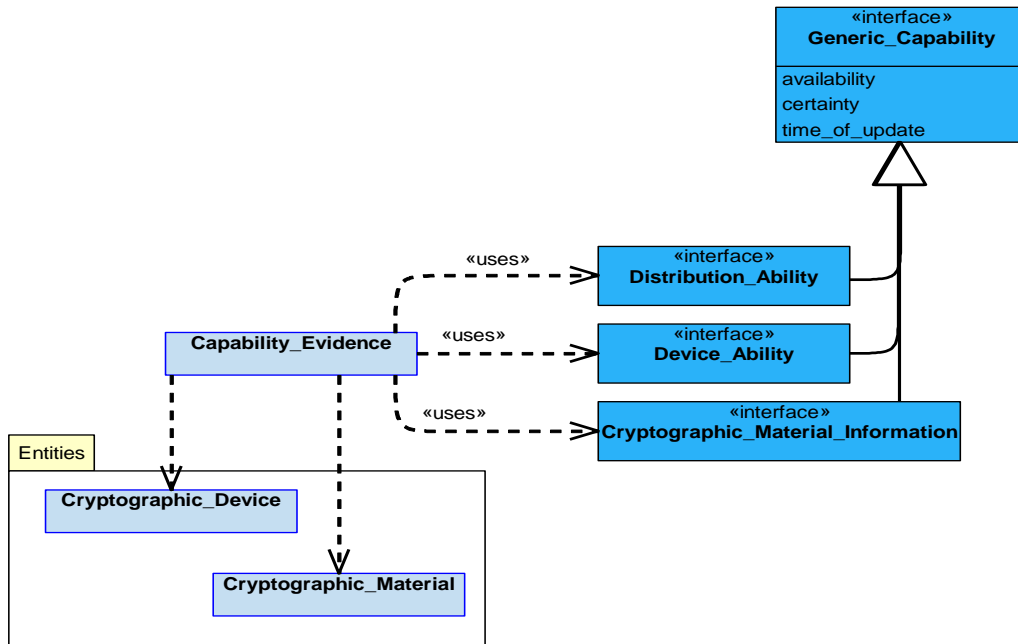 «interface»
Generic_Capability
availability
certainty
time_of_update
«uses»
«interface»
Distribution_Ability
Capability_Evidence
«uses»
«interface»
Device_Ability
«uses»
«interface»
Cryptographic_Material_Information
Entities
Cryptographic_Device
Cryptographic_Material